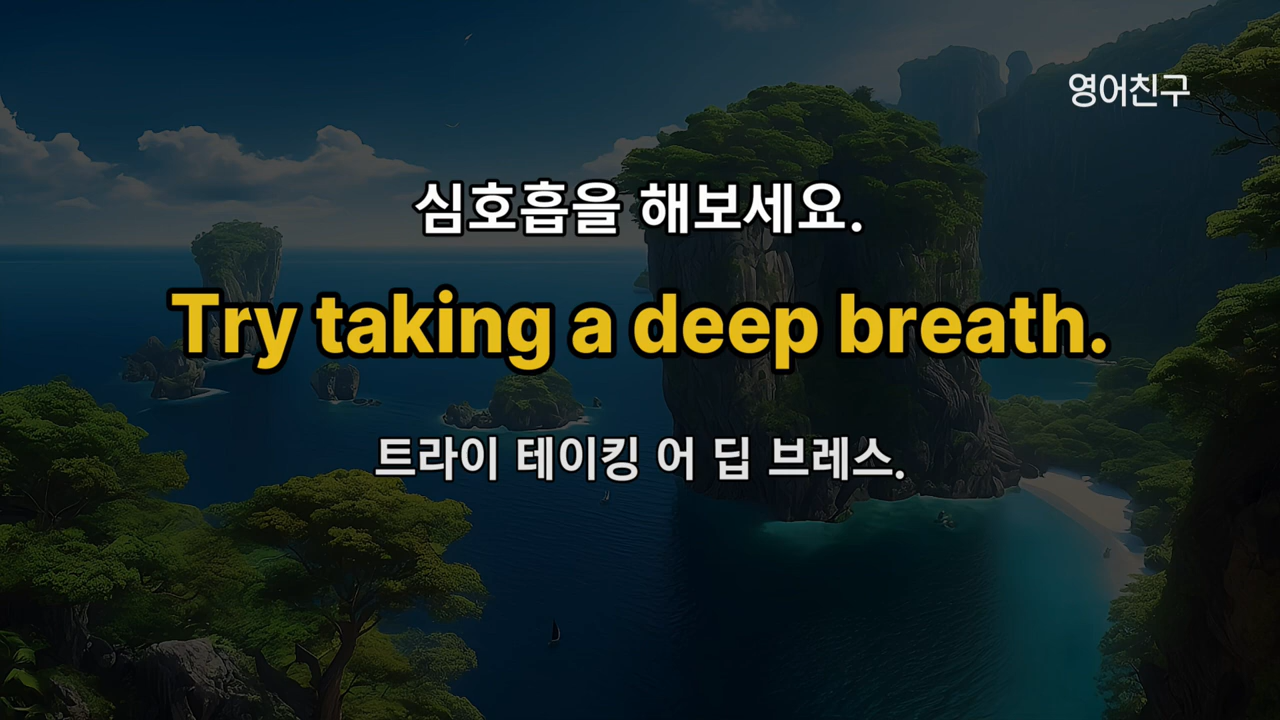 영어친구
심호흡을 해보세요.
Try taking a deep breath.
트라이 테이킹 어 딥 브레스.